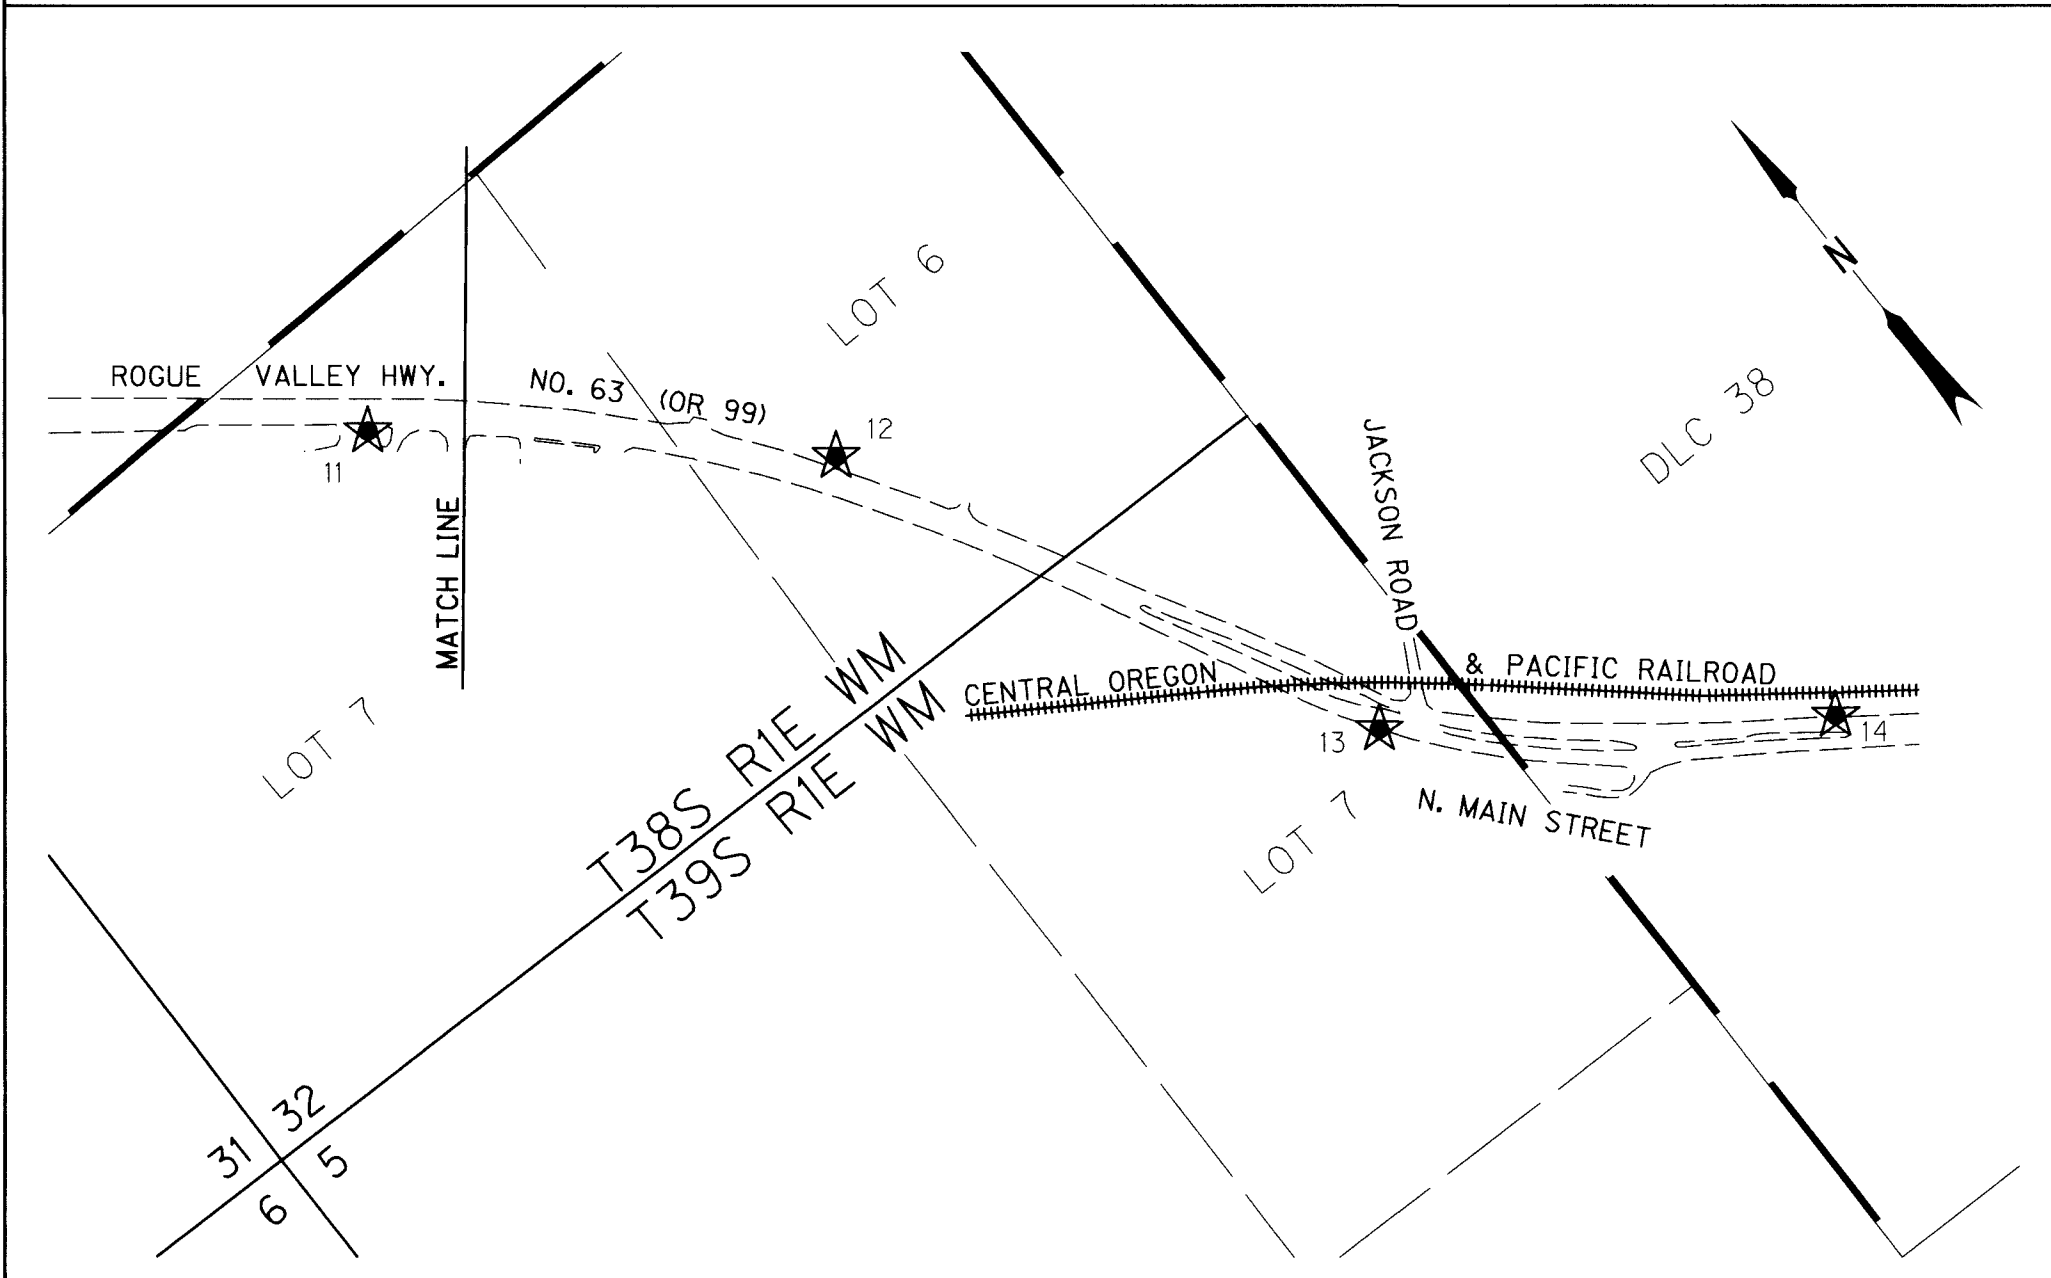 N
LOT 6
ROGUE VALLEY HWY. NO. 63 (OR 99)
12
11
DLC 38
JACKSON ROAD
MATCH LINE
LOT 7
T38S R1E WM
T39S R1E WM
CENTRAL OREGON & PACIFIC RAILROAD
13
14
LOT 7
N. MAIN STREET
31
32
6
5